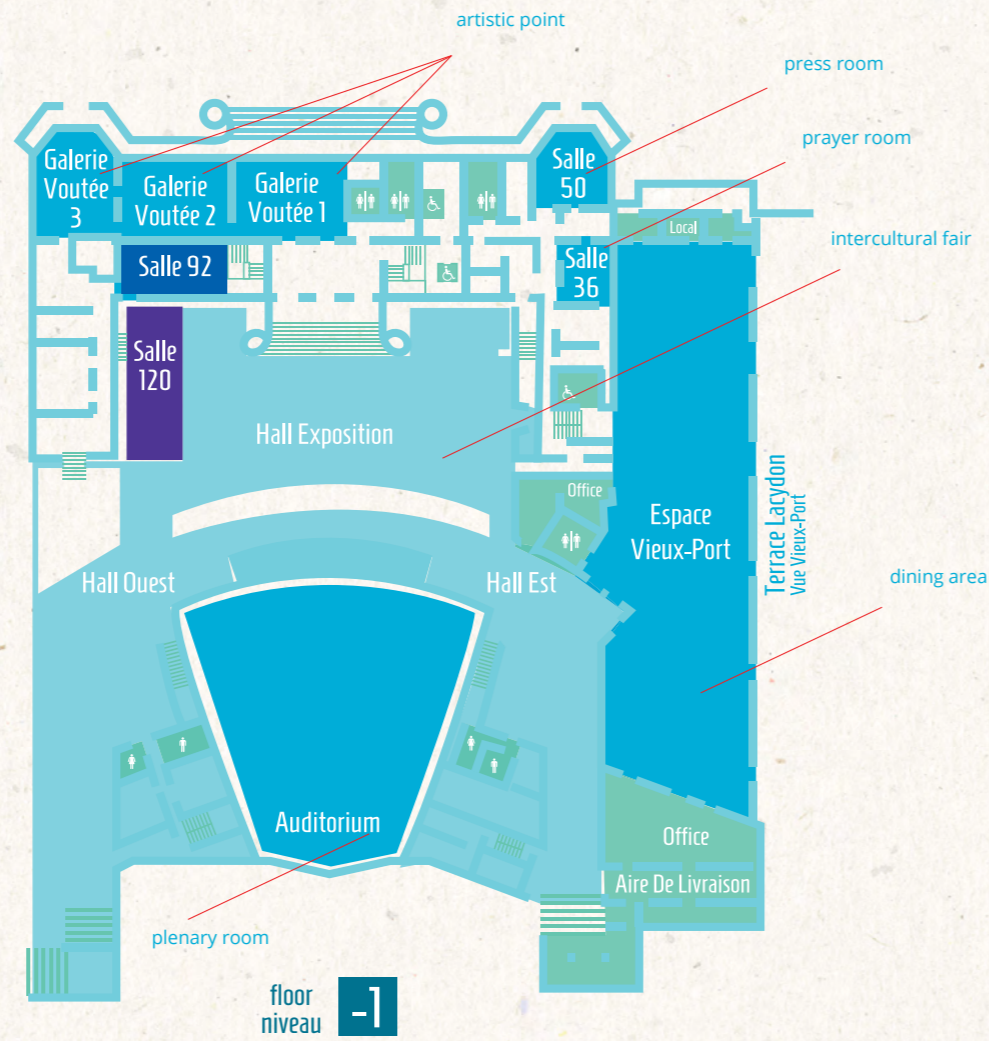 artistic point
press room
prayer room
intercultural fair
dining area
plenary room
Galerie
Voutée
3
Galerie
Voutée 2
Galerie
Voutée 1
Salle
50
Local
Salle 92
Salle
36
Salle
120
Hall Exposition
Office
Espace
Vieux-Port
Terrace Lacydon
Vue Vieux-Port
Hall Ouest
Hall Est
Auditorium
Office
Aire De Livraison
floor
niveau
-1